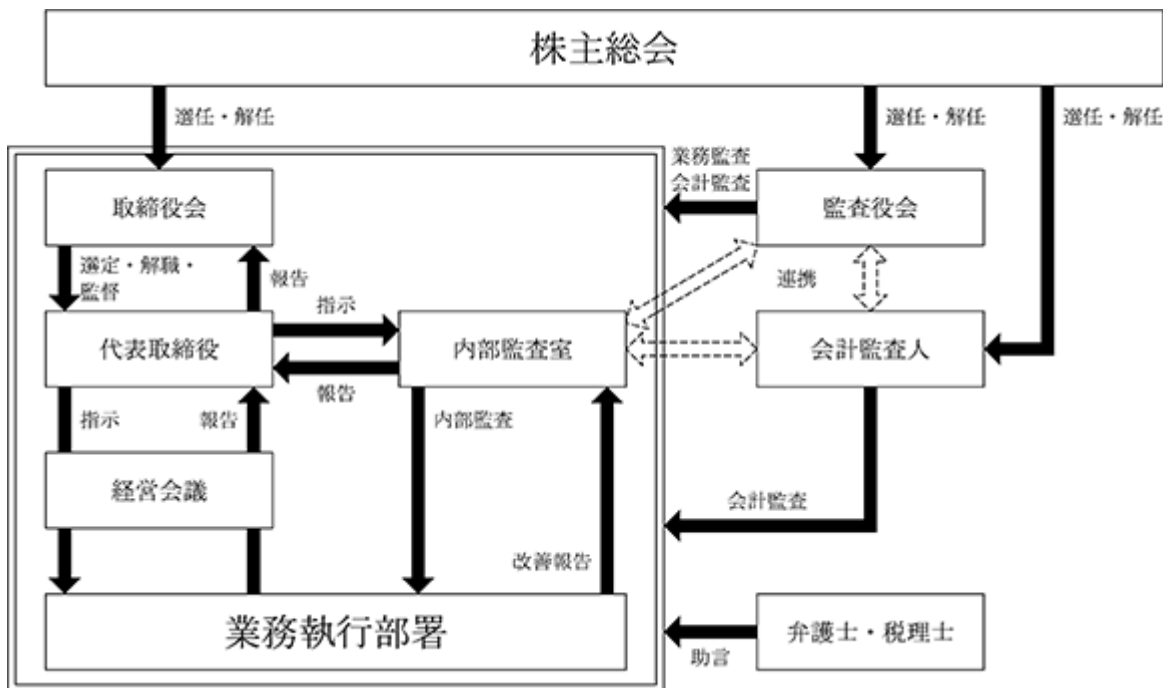 株主総会
選任・解任
選任・解任
選任・解任
業務監査
会計監査
取締役会
監査役会
選定・解職・
監督
報告
指示
連携
代表取締役
内部監査室
会計監査人
報告
指示
報告
内部監査
経営会議
会計監査
改善報告
業務執行部署
弁護士・税理士
助言